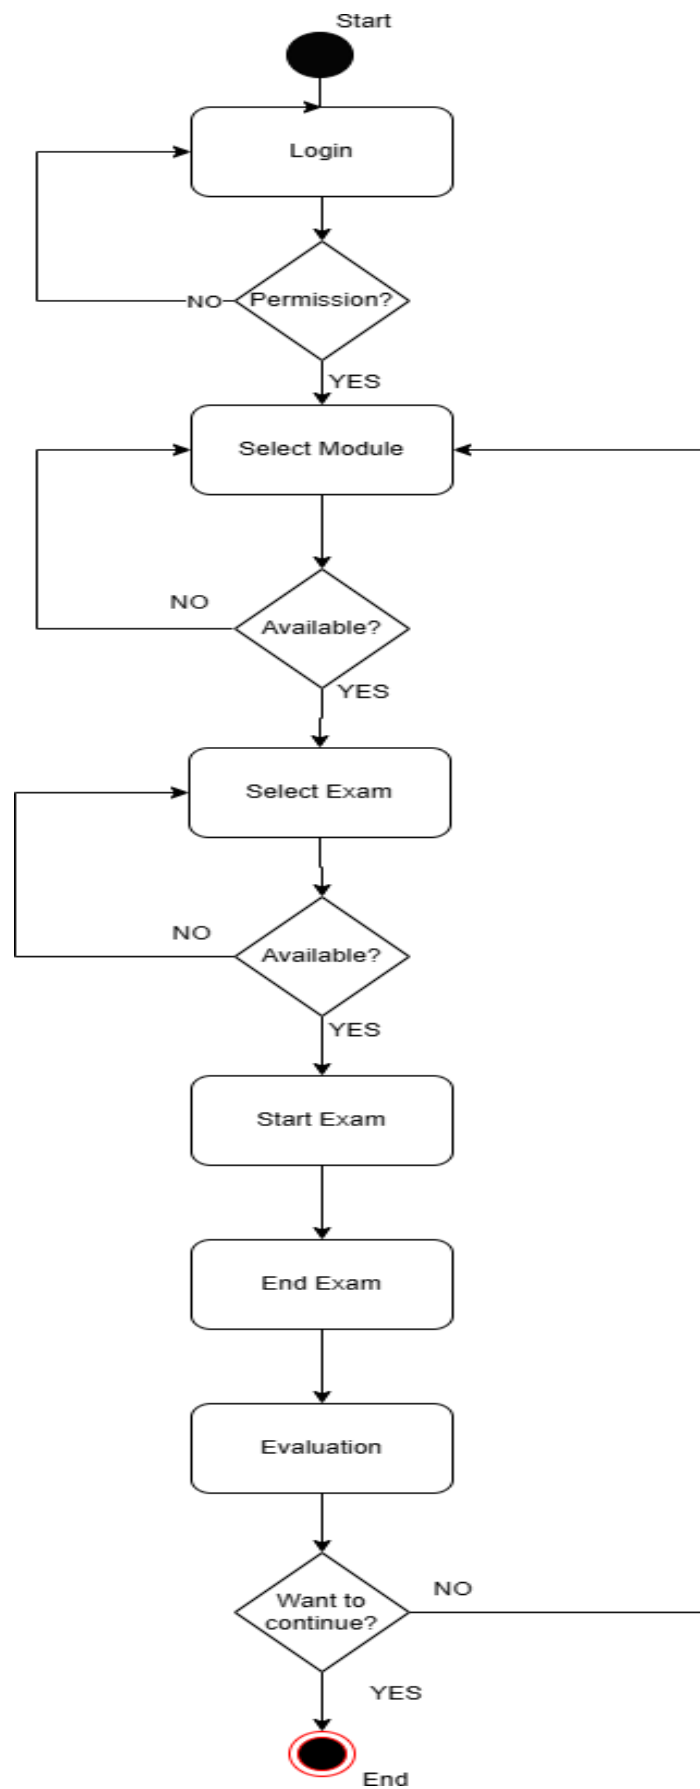 Start
Login
NO
Permission?
YES
Select Module
NO
Available?
YES
Select Exam
NO
Available?
YES
Start Exam
End Exam
Evaluation
NO
Want to
continue?
YES
End